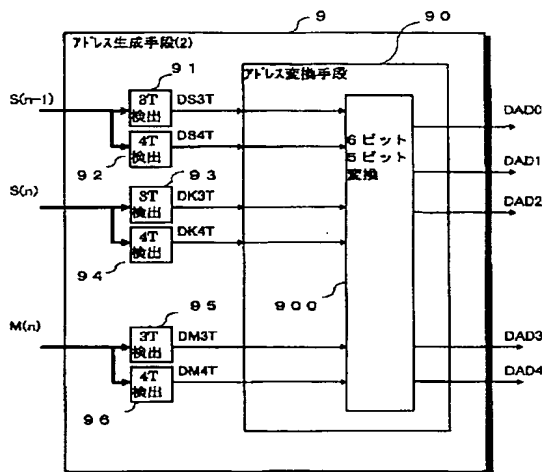 9
90
アドレス生成手段(2)
91
アドレス変換手段
S(n-1)
3T
検出
DS3T
DAD0
4T
検出
DS4T
6ビット
5ビット
変換
DAD1
92
93
S(n)
3T
検出
DK3T
DAD2
4T
検出
DK4T
94
900
95
M(n)
3T
検出
DM3T
DAD3
4T
検出
DM4T
DAD4
96